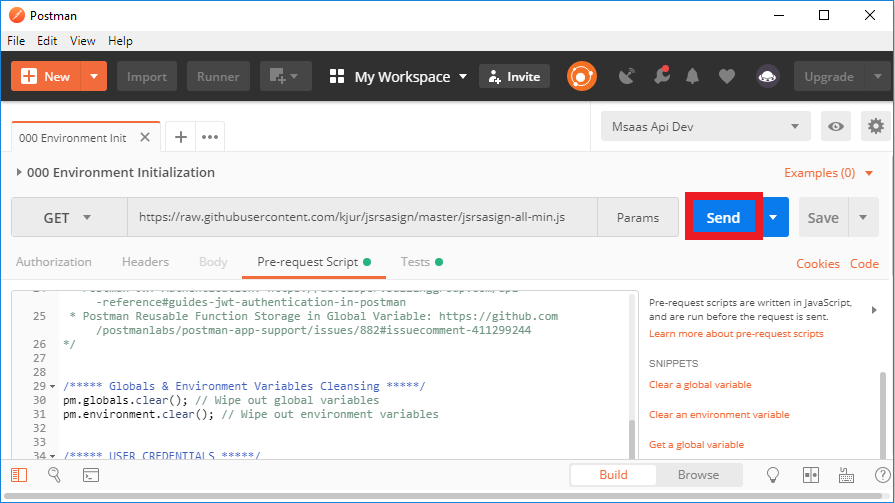 Postman
File Edit View Help
New Import Runner My Workspace Invite Upgrade
000 Environment Init
Msaas Api Dev
000 Environment Initialization
Examples (0)
GET https://raw.githubusercontent.com/kjur/jsrsasign/master/jsrsasign-all-min.js Params Send Save
Authorization Headers Body Pre-request Script Tests Cookies Code
-reference#guides-jwt-authentication-in-postman
25 * Postman Reusable Function Storage in Global Variable: https://github.com
/postmanlabs/postman-app-support/issues/882#issuecomment-411299244
26 */
27
28
29 /***** Globals & Environment Variables Cleansing *****/
30 pm.globals.clear(); // Wipe out global variables
31 pm.environment.clear(); // Wipe out environment variables
32
33
34 /***** USER CREDENTIALS *****/
Pre-request scripts are written in JavaScript,
and are run before the request is sent.
Learn more about pre-request scripts
SNIPPETS
Clear a global variable
Clear an environment variable
Get a global variable
Build Browse